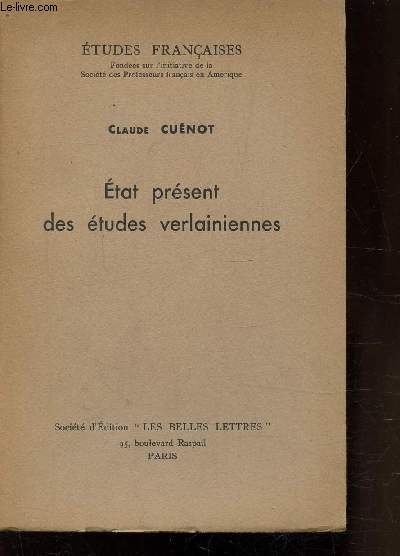 Le-livre.com
ÉTUDES FRANÇAISES
Fondées sur l'initiative de la
Société des Professeurs français en Amérique
CLAUDE CUÉNOT
État présent
des études verlainiennes
Société d'Édition "LES BELLES LETTRES"
95, boulevard Raspail
PARIS